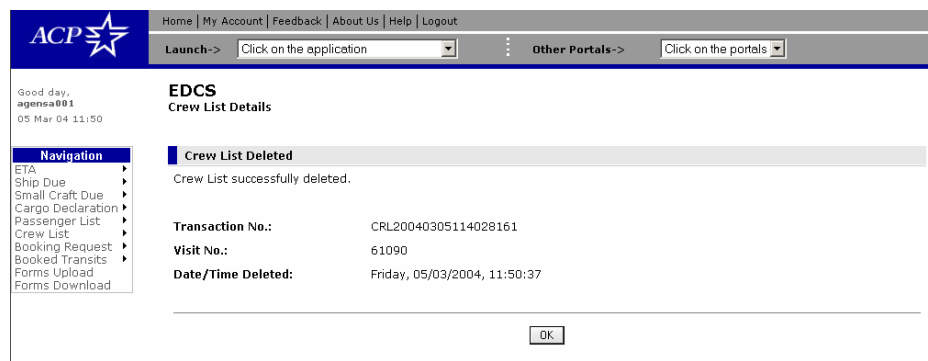 ACP
Home | My Account | Feedback | About Us | Help | Logout
Launch-> Click on the application Other Portals-> Click on the portals
Good day,
agensa001
05 Mar 04 11:50
EDCS
Crew List Details
Navigation
ETA
Ship Due
Small Craft Due
Cargo Declaration
Passenger List
Crew List
Booking Request
Booked Transits
Forms Upload
Forms Download
Crew List Deleted
Crew List successfully deleted.
Transaction No.: CRL20040305114028161
Visit No.: 61090
Date/Time Deleted: Friday, 05/03/2004, 11:50:37
OK